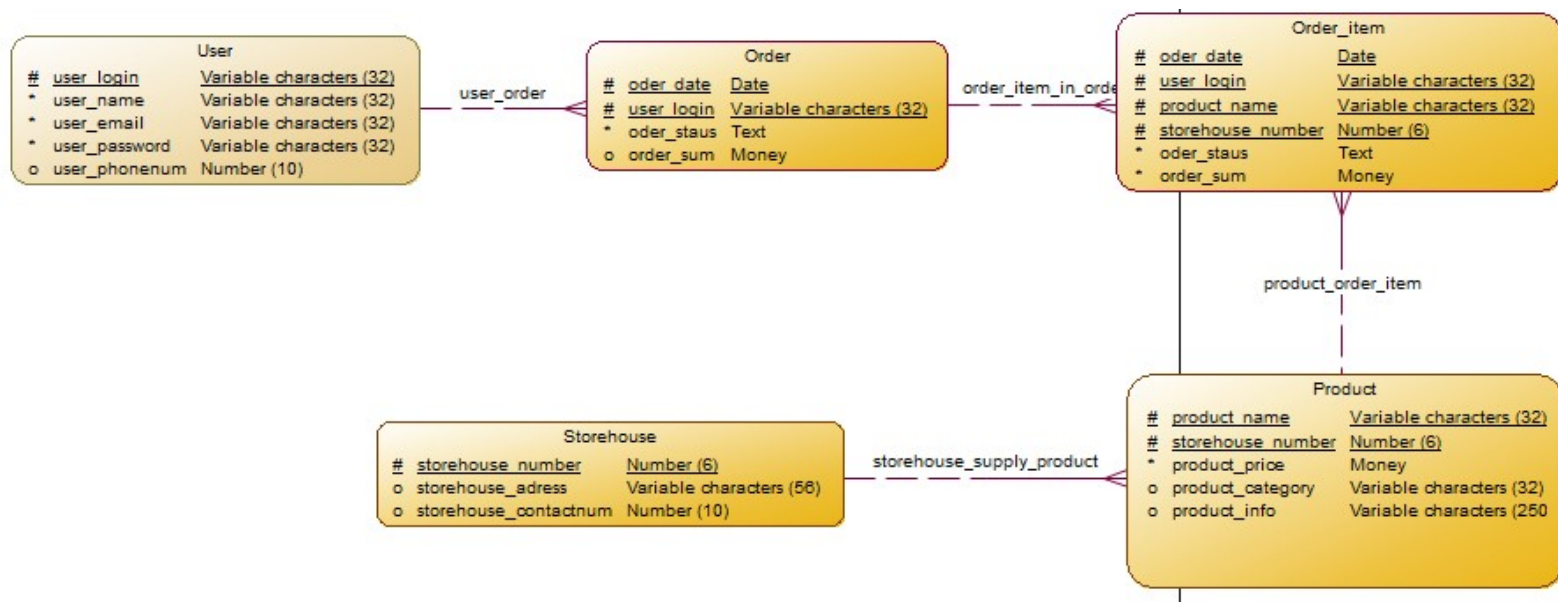 User
# user_login Variable characters (32)
* user_name Variable characters (32)
* user_email Variable characters (32)
* user_password Variable characters (32)
o user_phonenum Number (10)
user_order
Order
# oder_date Date
# user_login Variable characters (32)
* oder_staus Text
o order_sum Money
order_item_in_orde
Order_item
# oder_date Date
# user_login Variable characters (32)
# product_name Variable characters (32)
# storehouse_number Number (6)
* oder_staus Text
* order_sum Money
product_order_item
Storehouse
# storehouse_number Number (6)
o storehouse_adress Variable characters (56)
o storehouse_contactnum Number (10)
storehouse_supply_product
Product
# product_name Variable characters (32)
# storehouse_number Number (6)
* product_price Money
o product_category Variable characters (32)
o product_info Variable characters (250